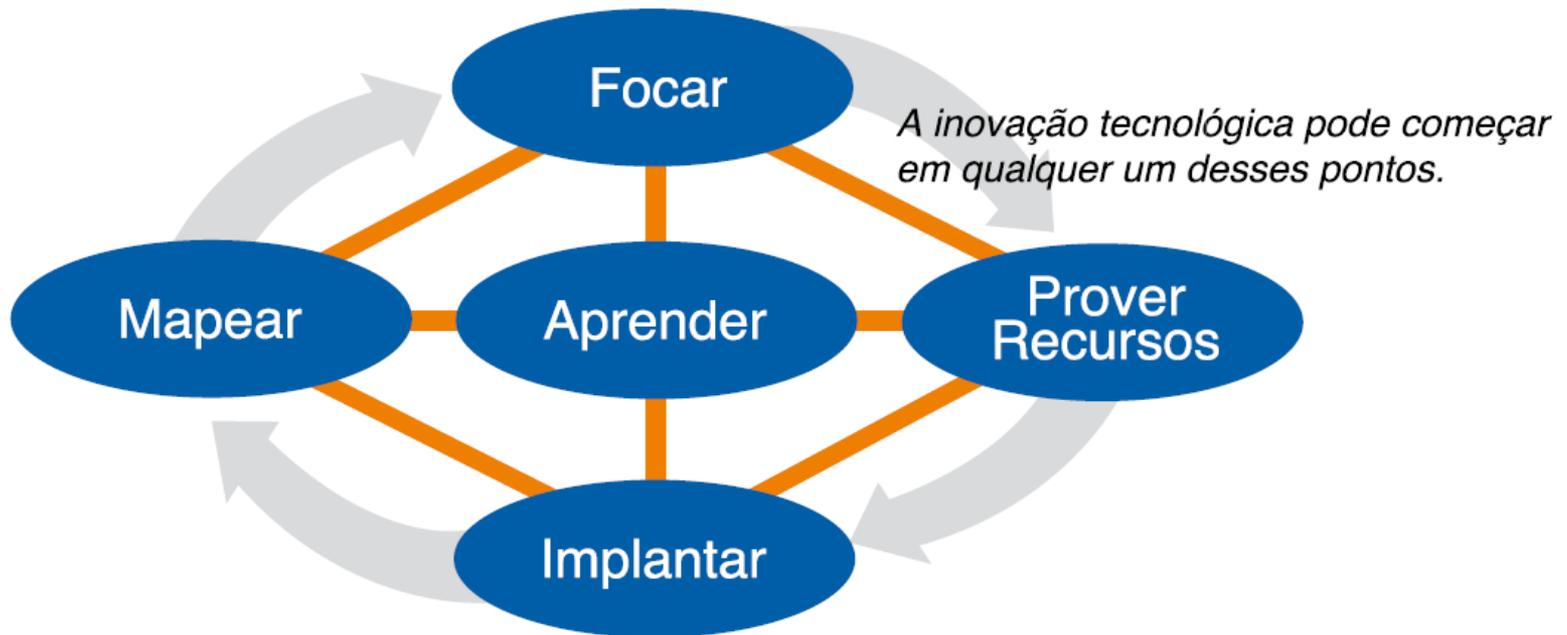 Focar
A inovação tecnológica pode começar
em qualquer um desses pontos.
Mapear
Aprender
Prover
Recursos
Implantar